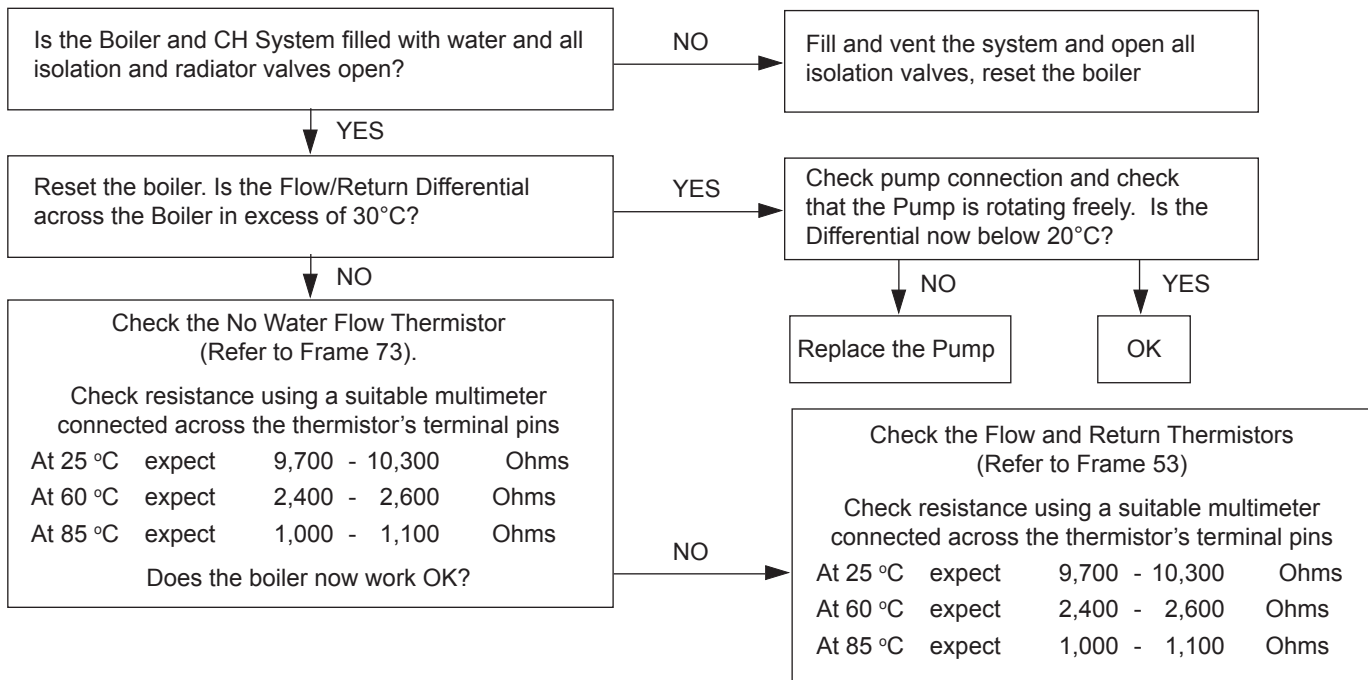 Is the Boiler and CH System filled with water and all
isolation and radiator valves open?
NO
Fill and vent the system and open all
isolation valves, reset the boiler
YES
Reset the boiler. Is the Flow/Return Differential
across the Boiler in excess of 30°C?
YES
Check pump connection and check
that the Pump is rotating freely.  Is the
Differential now below 20°C?
NO
NO
YES
Replace the Pump
OK
Check the No Water Flow Thermistor
(Refer to Frame 73).
Check resistance using a suitable multimeter
connected across the thermistor's terminal pins
At 25 °C expect 9,700 - 10,300 Ohms
At 60 °C expect 2,400 - 2,600 Ohms
At 85 °C expect 1,000 - 1,100 Ohms
Does the boiler now work OK?
NO
Check the Flow and Return Thermistors
(Refer to Frame 53)
Check resistance using a suitable multimeter
connected across the thermistor's terminal pins
At 25 °C expect 9,700 - 10,300 Ohms
At 60 °C expect 2,400 - 2,600 Ohms
At 85 °C expect 1,000 - 1,100 Ohms